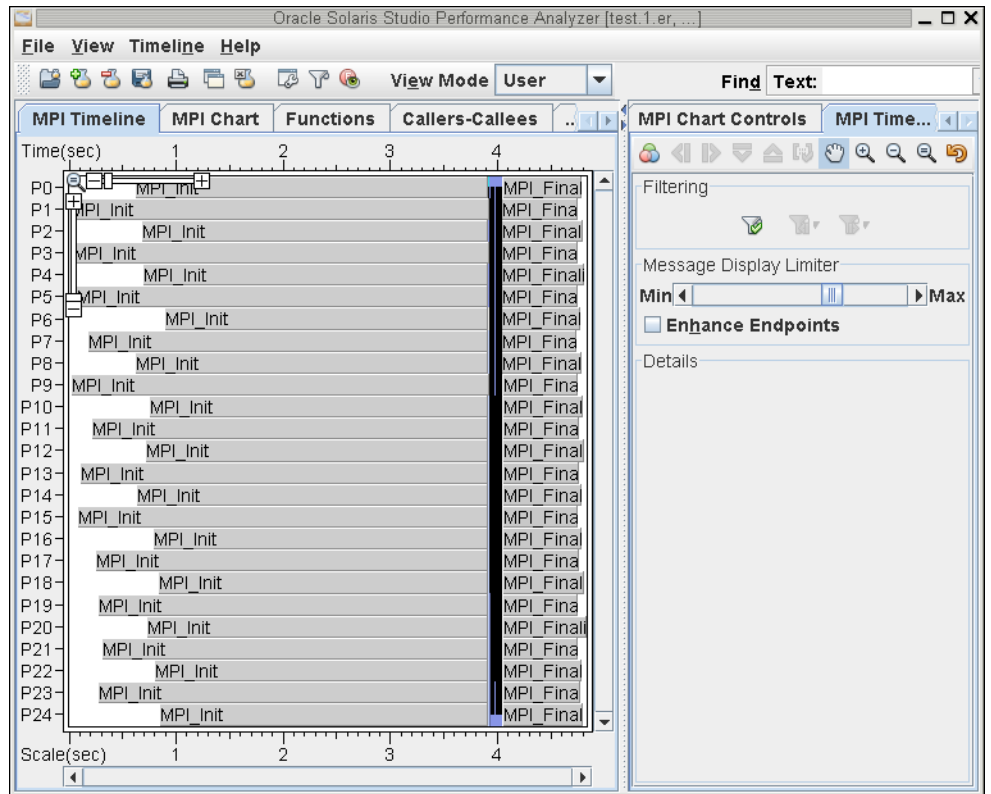 Oracle Solaris Studio Performance Analyzer [test.1.er, ...]
File View Timeline Help
View Mode User Find Text:
MPI Timeline MPI Chart Functions Callers-Callees ..
MPI Chart Controls MPI Time...
Time(sec) 1 2 3 4
P0 MPI_Init MPI_Final
P1 MPI_Init MPI_Fina
P2 MPI_Init MPI_Final
P3 MPI_Init MPI_Fina
P4 MPI_Init MPI_Finali
P5 MPI_Init MPI_Fina
P6 MPI_Init MPI_Final
P7 MPI_Init MPI_Fina
P8 MPI_Init MPI_Final
P9 MPI_Init MPI_Fina
P10 MPI_Init MPI_Final
P11 MPI_Init MPI_Fina
P12 MPI_Init MPI_Final
P13 MPI_Init MPI_Fina
P14 MPI_Init MPI_Final
P15 MPI_Init MPI_Fina
P16 MPI_Init MPI_Final
P17 MPI_Init MPI_Fina
P18 MPI_Init MPI_Final
P19 MPI_Init MPI_Fina
P20 MPI_Init MPI_Finali
P21 MPI_Init MPI_Fina
P22 MPI_Init MPI_Final
P23 MPI_Init MPI_Fina
P24 MPI_Init MPI_Final
Scale(sec) 1 2 3 4
Filtering
Message Display Limiter
Min Max
Enhance Endpoints
Details